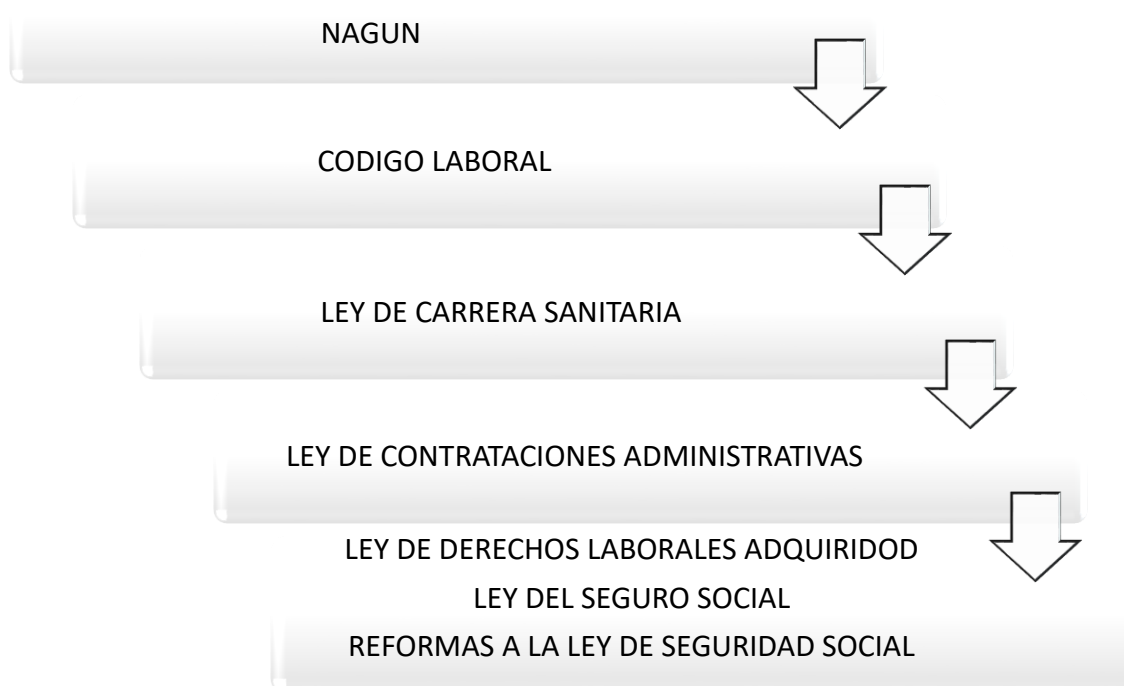 NAGUN
CODIGO LABORAL
LEY DE CARRERA SANITARIA
LEY DE CONTRATACIONES ADMINISTRATIVAS
LEY DE DERECHOS LABORALES ADQUIRIDOD
LEY DEL SEGURO SOCIAL
REFORMAS A LA LEY DE SEGURIDAD SOCIAL